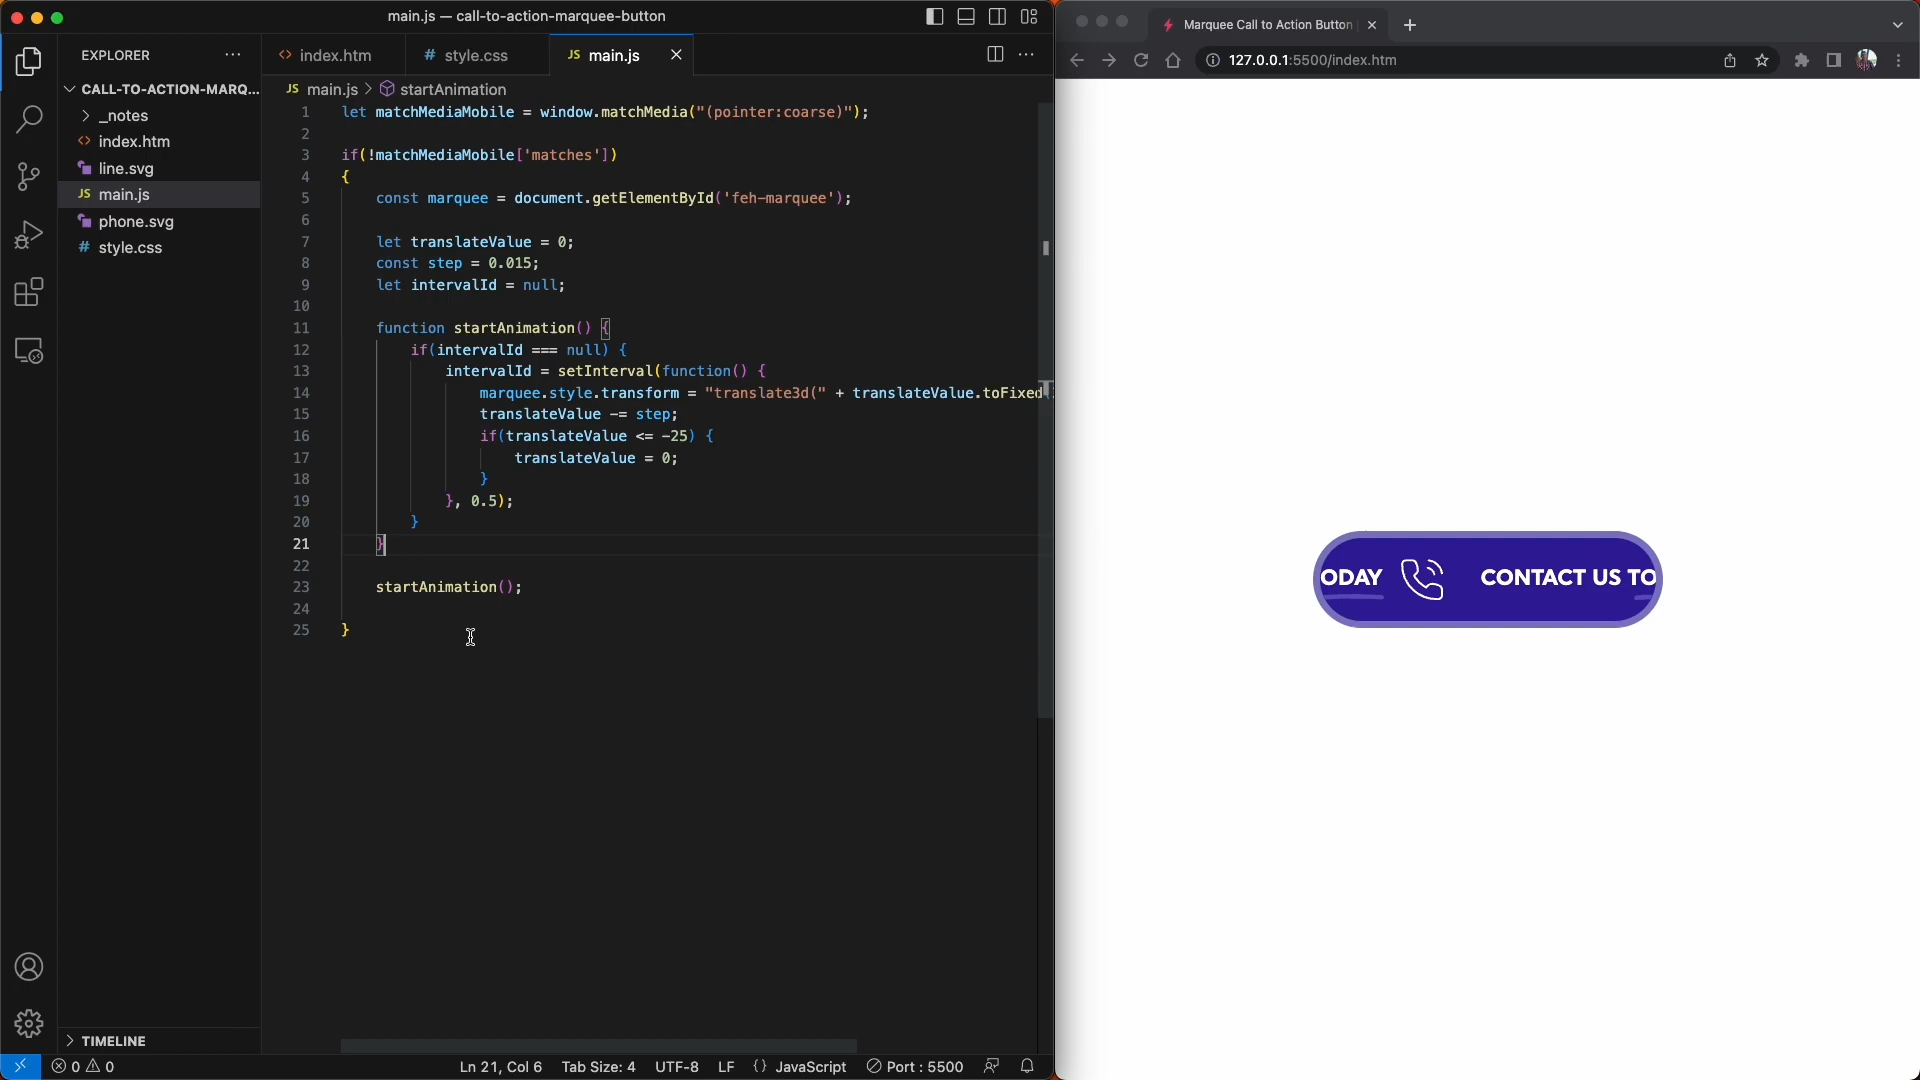 main.js — call-to-action-marquee-button
EXPLORER
CALL-TO-ACTION-MARQ...
_notes
index.htm
line.svg
JS main.js
phone.svg
# style.css
TIMELINE
<> index.htm
# style.css
JS main.js
JS main.js > startAnimation
1 let matchMediaMobile = window.matchMedia("(pointer:coarse)");
2
3 if(!matchMediaMobile['matches'])
4 {
5 const marquee = document.getElementById('feh-marquee');
6
7 let translateValue = 0;
8 const step = 0.015;
9 let intervalId = null;
10
11 function startAnimation() {
12 if(intervalId === null) {
13 intervalId = setInterval(function() {
14 marquee.style.transform = "translate3d(" + translateValue.toFixed(
15 translateValue -= step;
16 if(translateValue <= -25) {
17 translateValue = 0;
18 }
19 }, 0.5);
20 }
21 }
22
23 startAnimation();
24
25 }
0 0
Ln 21, Col 6 Tab Size: 4 UTF-8 LF {} JavaScript Port : 5500
Marquee Call to Action Button
127.0.0.1:5500/index.htm
ODAY CONTACT US TO